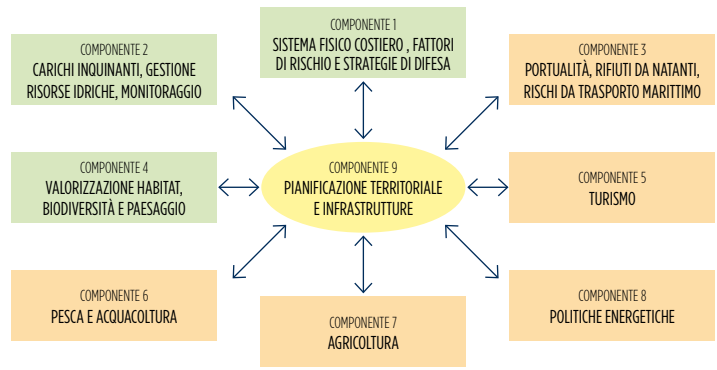 COMPONENTE 1
SISTEMA FISICO COSTIERO , FATTORI
DI RISCHIO E STRATEGIE DI DIFESA
COMPONENTE 2
CARICHI INQUINANTI, GESTIONE
RISORSE IDRICHE, MONITORAGGIO
COMPONENTE 3
PORTUALITÀ, RIFIUTI DA NATANTI,
RISCHI DA TRASPORTO MARITTIMO
COMPONENTE 4
VALORIZZAZIONE HABITAT,
BIODIVERSITÀ E PAESAGGIO
COMPONENTE 9
PIANIFICAZIONE TERRITORIALE
E INFRASTRUTTURE
COMPONENTE 5
TURISMO
COMPONENTE 6
PESCA E ACQUACOLTURA
COMPONENTE 7
AGRICOLTURA
COMPONENTE 8
POLITICHE ENERGETICHE